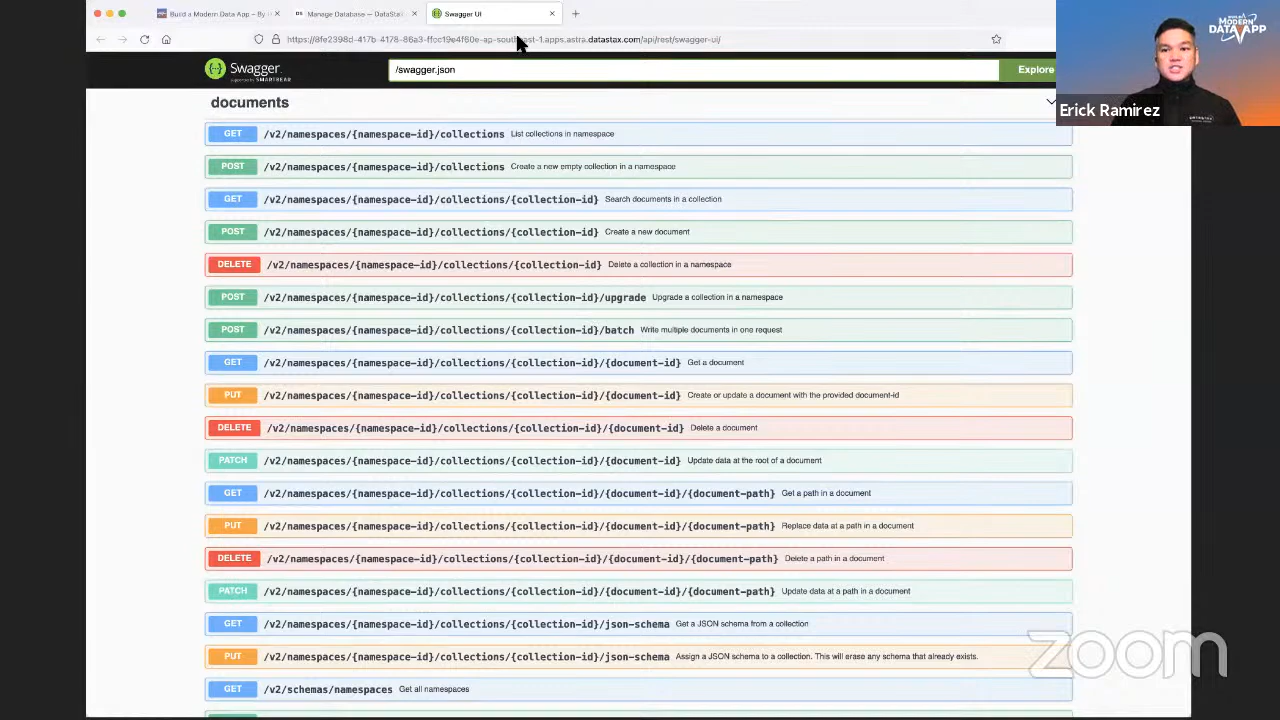 Build a Modern Data App – By
Manage Database – DataSta
Swagger UI
.apps.astra.datastax.com/api/rest/swagger-ui/
Swagger
Supported by SMARTBEAR
/swagger.json
Explore
BUILD A MODERN DATA APP
Erick Ramirez
documents
GET /v2/namespaces/{namespace-id}/collections List collections in namespace
POST /v2/namespaces/{namespace-id}/collections Create a new empty collection in a namespace
GET /v2/namespaces/{namespace-id}/collections/{collection-id} Search documents in a collection
POST /v2/namespaces/{namespace-id}/collections/{collection-id} Create a new document
DELETE /v2/namespaces/{namespace-id}/collections/{collection-id} Delete a collection in a namespace
POST /v2/namespaces/{namespace-id}/collections/{collection-id}/upgrade Upgrade a collection in a namespace
POST /v2/namespaces/{namespace-id}/collections/{collection-id}/batch Write multiple documents in one request
GET /v2/namespaces/{namespace-id}/collections/{collection-id}/{document-id} Get a document
PUT /v2/namespaces/{namespace-id}/collections/{collection-id}/{document-id} Create or update a document with the provided document-id
DELETE /v2/namespaces/{namespace-id}/collections/{collection-id}/{document-id} Delete a document
PATCH /v2/namespaces/{namespace-id}/collections/{collection-id}/{document-id} Update data at the root of a document
GET /v2/namespaces/{namespace-id}/collections/{collection-id}/{document-id}/{document-path} Get a path in a document
PUT /v2/namespaces/{namespace-id}/collections/{collection-id}/{document-id}/{document-path} Replace data at a path in a document
DELETE /v2/namespaces/{namespace-id}/collections/{collection-id}/{document-id}/{document-path} Delete a path in a document
PATCH /v2/namespaces/{namespace-id}/collections/{collection-id}/{document-id}/{document-path} Update data at a path in a document
GET /v2/namespaces/{namespace-id}/collections/{collection-id}/json-schema Get a JSON schema from a collection
PUT /v2/namespaces/{namespace-id}/collections/{collection-id}/json-schema Assign a JSON schema to a collection. This will erase any schema that already exists.
GET /v2/schemas/namespaces Get all namespaces
zoom